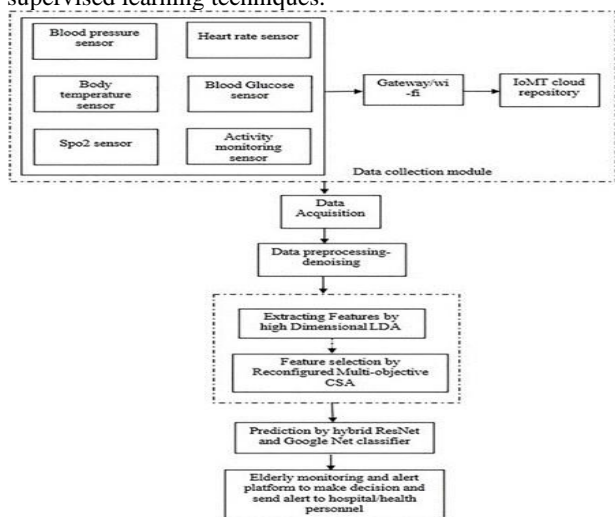 supervised learning techniques.
Blood pressure
sensor
Heart rate sensor
Body
temperature
sensor
Blood Glucose
sensor
Spo2 sensor
Activity
monitoring
sensor
Gateway/wi
-fi
IoMT cloud
repository
Data collection module
Data
Acquisition
Data preprocessing-
denoising
Extracting Features by
high Dimensional LDA
Feature selection by
Reconfigured Multi-objective
CSA
Prediction by hybrid ResNet
and Google Net classifier
Elderly monitoring and alert
platform to make decision and
send alert to hospital/health
personnel